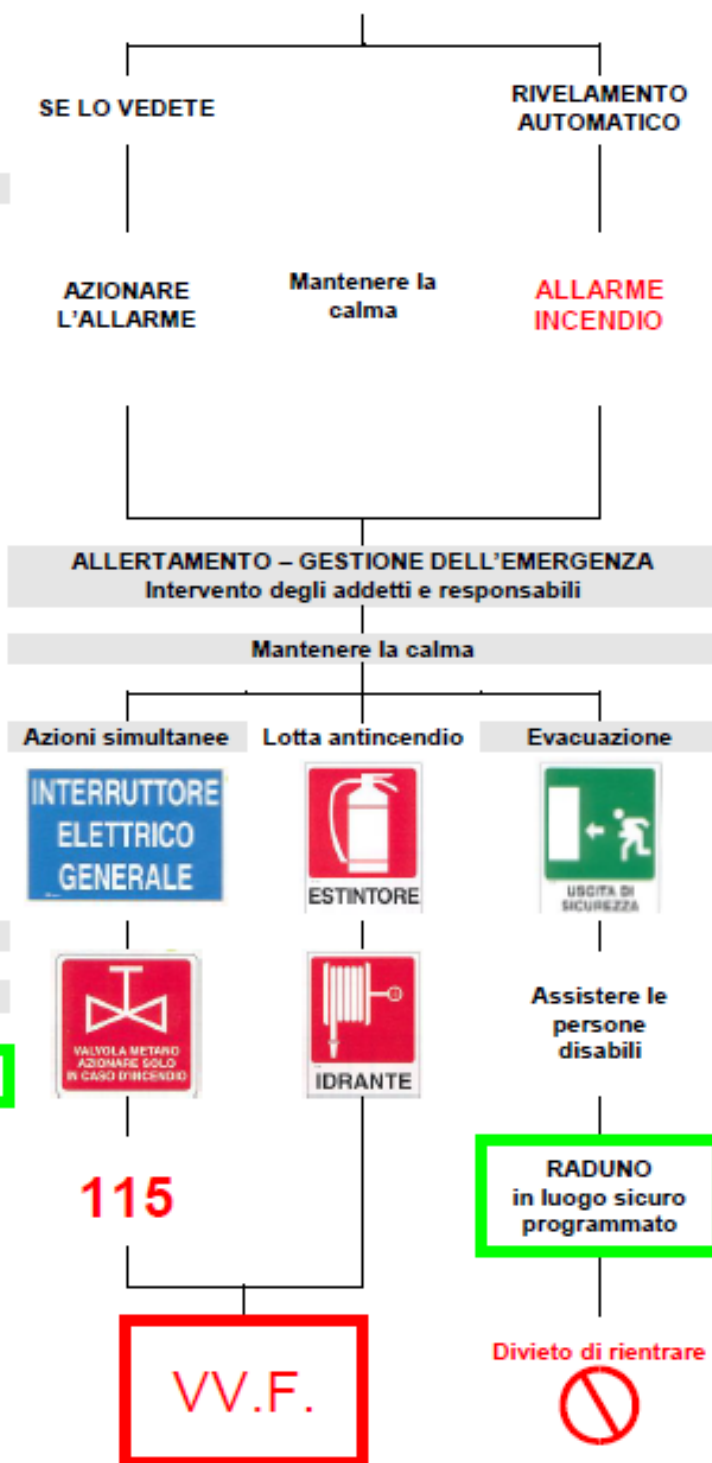 SE LO VEDETE
RIVELAMENTO
AUTOMATICO
AZIONARE
L'ALLARME
Mantenere la
calma
ALLARME
INCENDIO
ALLERTAMENTO – GESTIONE DELL'EMERGENZA
Intervento degli addetti e responsabili
Mantenere la calma
Azioni simultanee
Lotta antincendio
Evacuazione
INTERRUTTORE
ELETTRICO
GENERALE
ESTINTORE
USCITA DI
SICUREZZA
VALVOLA METANO
AZIONARE SOLO
IN CASO D'INCENDIO
IDRANTE
Assistere le
persone
disabili
115
RADUNO
in luogo sicuro
programmato
VV.F.
Divieto di rientrare